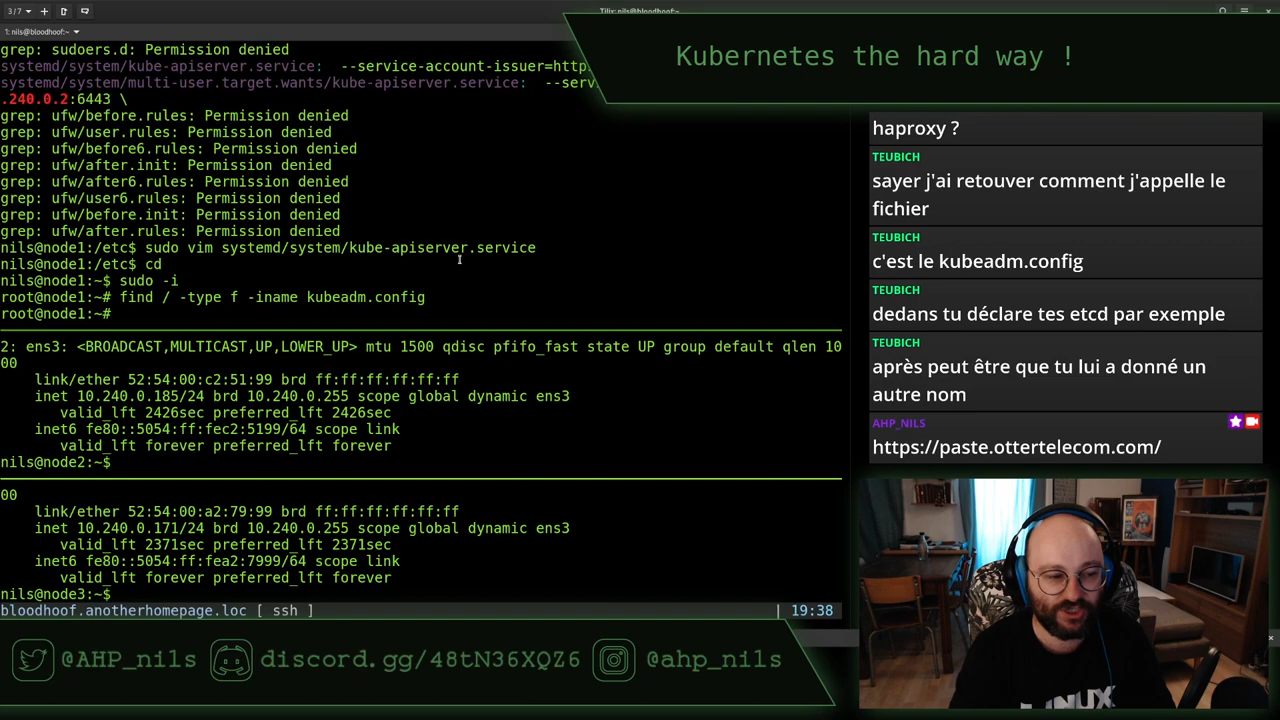 3/7
Tilix: nils@bloodhoof:~
1: nils@bloodhoof:~
Kubernetes the hard way !
grep: sudoers.d: Permission denied
systemd/system/kube-apiserver.service:  --service-account-issuer=http
systemd/system/multi-user.target.wants/kube-apiserver.service:  --serv
.240.0.2:6443 \
grep: ufw/before.rules: Permission denied
grep: ufw/user.rules: Permission denied
grep: ufw/before6.rules: Permission denied
grep: ufw/after.init: Permission denied
grep: ufw/after6.rules: Permission denied
grep: ufw/user6.rules: Permission denied
grep: ufw/before.init: Permission denied
grep: ufw/after.rules: Permission denied
nils@node1:/etc$ sudo vim systemd/system/kube-apiserver.service
nils@node1:/etc$ cd
nils@node1:~$ sudo -i
root@node1:~# find / -type f -iname kubeadm.config
root@node1:~#
2: ens3: <BROADCAST,MULTICAST,UP,LOWER_UP> mtu 1500 qdisc pfifo_fast state UP group default qlen 10
00
link/ether 52:54:00:c2:51:99 brd ff:ff:ff:ff:ff:ff
inet 10.240.0.185/24 brd 10.240.0.255 scope global dynamic ens3
valid_lft 2426sec preferred_lft 2426sec
inet6 fe80::5054:ff:fec2:5199/64 scope link
valid_lft forever preferred_lft forever
nils@node2:~$
00
link/ether 52:54:00:a2:79:99 brd ff:ff:ff:ff:ff:ff
inet 10.240.0.171/24 brd 10.240.0.255 scope global dynamic ens3
valid_lft 2371sec preferred_lft 2371sec
inet6 fe80::5054:ff:fea2:7999/64 scope link
valid_lft forever preferred_lft forever
nils@node3:~$
bloodhoof.anotherhomepage.loc [ ssh ] | 19:38
haproxy ?
TEUBICH
sayer j'ai retouver comment j'appelle le
fichier
TEUBICH
c'est le kubeadm.config
TEUBICH
dedans tu déclare tes etcd par exemple
TEUBICH
après peut être que tu lui a donné un
autre nom
AHP_NILS
https://paste.ottertelecom.com/
LINUX
@AHP_nils discord.gg/48tN36XQZ6 @ahp_nils